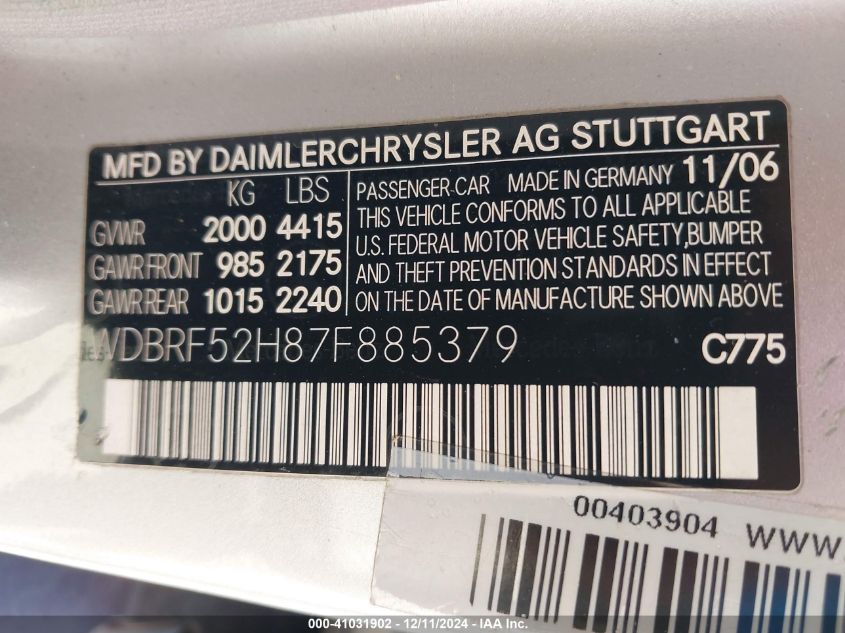 MFD BY DAIMLERCHRYSLER AG STUTTGART
KG LBS
GVWR 2000 4415
GAWR FRONT 985 2175
GAWR REAR 1015 2240
PASSENGER-CAR MADE IN GERMANY 11/06
THIS VEHICLE CONFORMS TO ALL APPLICABLE
U.S. FEDERAL MOTOR VEHICLE SAFETY,BUMPER
AND THEFT PREVENTION STANDARDS IN EFFECT
ON THE DATE OF MANUFACTURE SHOWN ABOVE
WDBRF52H87F885379 C775
00403904 WWW.
000-41031902 - 12/11/2024 - IAA Inc.